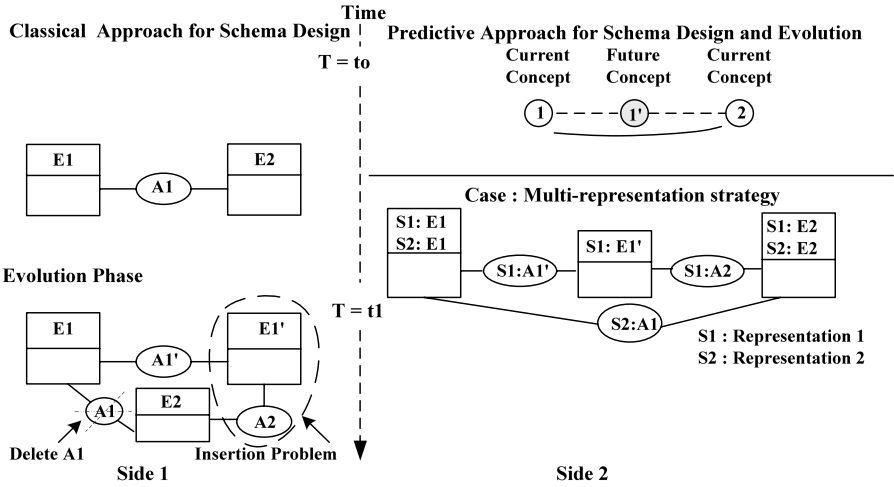 Time
Classical Approach for Schema Design
T = to
E1
A1
E2
Evolution Phase
T = t1
E1
A1'
E1'
A1
E2
A2
Delete A1
Insertion Problem
Side 1
Predictive Approach for Schema Design and Evolution
Current Future Current
Concept Concept Concept
1 1' 2
Case : Multi-representation strategy
S1: E1
S2: E1
S1:A1'
S1: E1'
S1:A2
S1: E2
S2: E2
S2:A1
S1 : Representation 1
S2 : Representation 2
Side 2